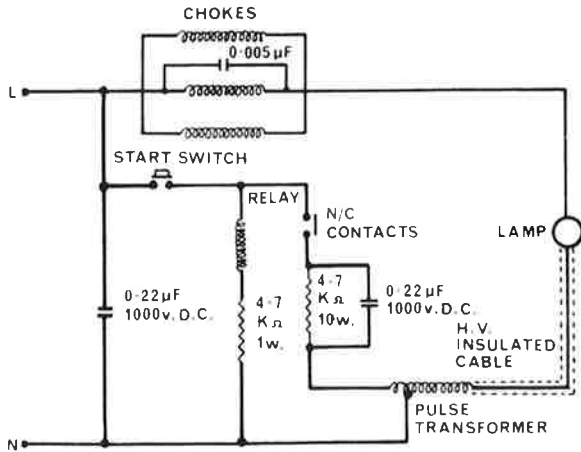 CHOKES
0·005µF
L
START SWITCH
RELAY
N/C
CONTACTS
LAMP
0·22µF
1000v.D.C.
4·7
KΩ
1w.
4·7
KΩ
10w.
0·22µF
1000v.D.C.
H.V.
INSULATED
CABLE
PULSE
TRANSFORMER
N